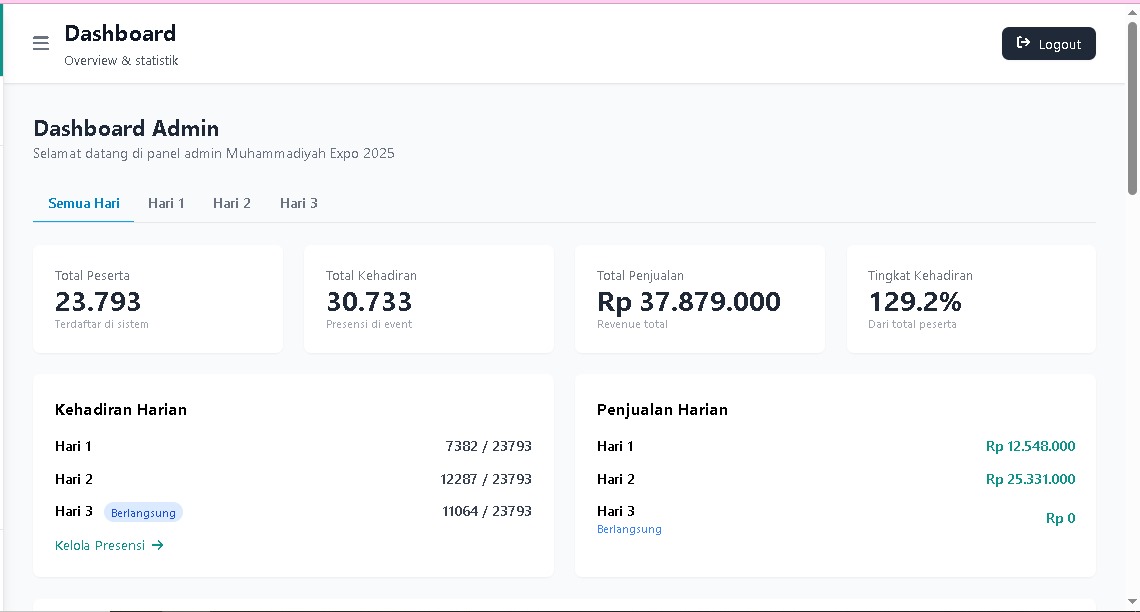 Dashboard
Overview & statistik
Logout
Dashboard Admin
Selamat datang di panel admin Muhammadiyah Expo 2025
Semua Hari Hari 1 Hari 2 Hari 3
Total Peserta
23.793
Terdaftar di sistem
Total Kehadiran
30.733
Presensi di event
Total Penjualan
Rp 37.879.000
Revenue total
Tingkat Kehadiran
129.2%
Dari total peserta
Kehadiran Harian
Hari 1 7382 / 23793
Hari 2 12287 / 23793
Hari 3 Berlangsung 11064 / 23793
Kelola Presensi →
Penjualan Harian
Hari 1 Rp 12.548.000
Hari 2 Rp 25.331.000
Hari 3
Berlangsung
Rp 0